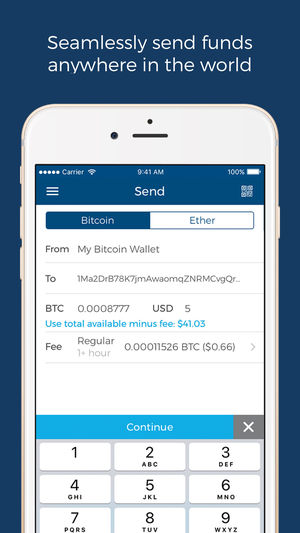 Seamlessly send funds
anywhere in the world
Carrier 9:41 AM 100%
Send
Bitcoin Ether
From My Bitcoin Wallet
To 1Ma2DrB78K7jmAwaomqZNRMCvgQr...
BTC 0.0008777 USD 5
Use total available minus fee: $41.03
Fee Regular 0.00011526 BTC ($0.66)
1+ hour
Continue
1 2 3
ABC DEF
4 5 6
GHI JKL MNO
7 8 9
PQRS TUV WXYZ